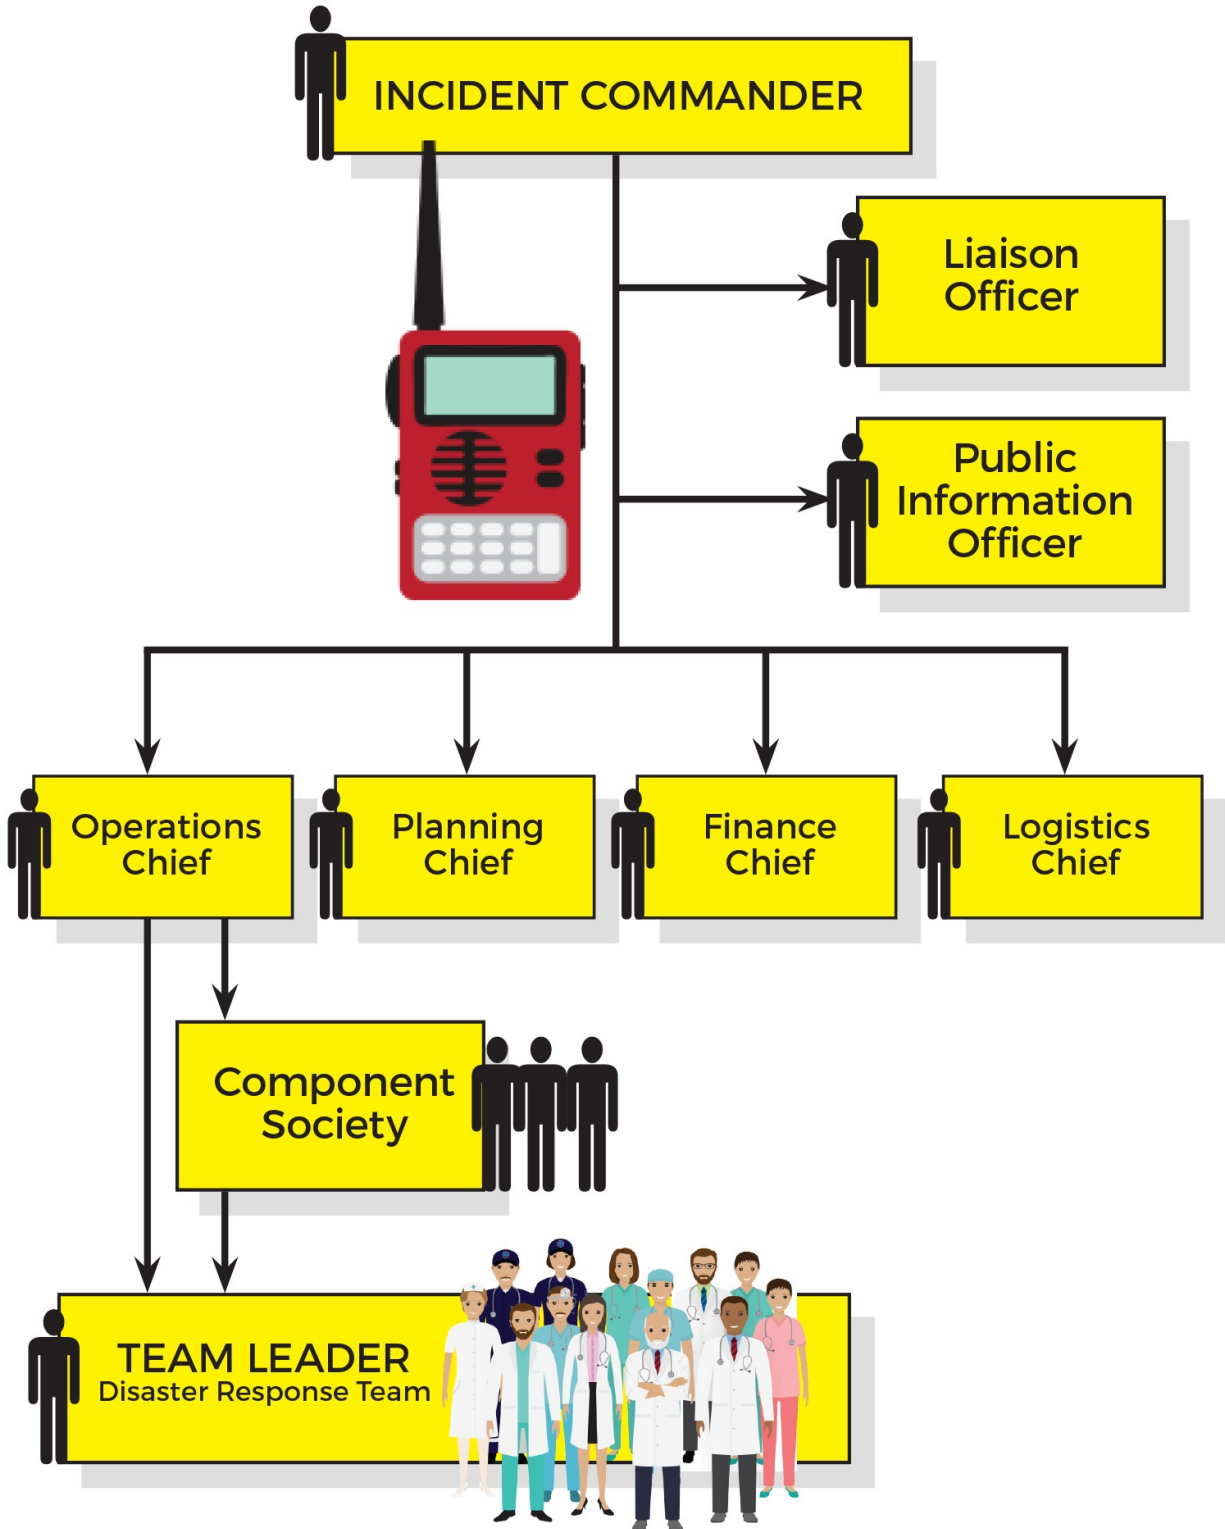 INCIDENT COMMANDER
Liaison
Officer
Public
Information
Officer
Operations
Chief
Planning
Chief
Finance
Chief
Logistics
Chief
Component
Society
TEAM LEADER
Disaster Response Team